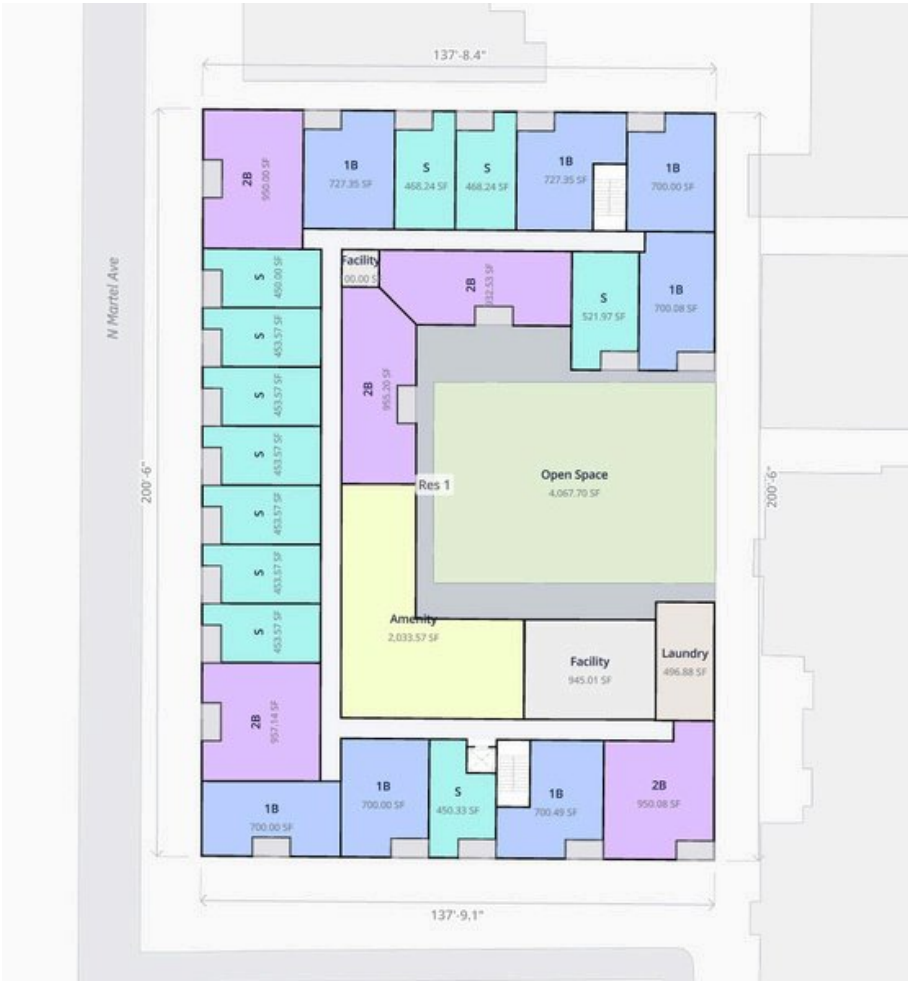 137'-8.4"
2B
950.00 SF
1B
727.35 SF
S
468.24 SF
S
468.24 SF
1B
727.35 SF
1B
700.00 SF
Facility
00.00 S
2B
932.53 SF
S
521.97 SF
1B
700.08 SF
N Martel Ave
S
450.00 SF
S
453.57 SF
S
453.57 SF
S
453.57 SF
S
453.57 SF
S
453.57 SF
S
453.57 SF
2B
955.20 SF
200'-6"
Res 1
Open Space
4,067.70 SF
200'-6"
Amenity
2,033.57 SF
Facility
945.01 SF
Laundry
496.88 SF
2B
957.14 SF
1B
700.00 SF
1B
700.00 SF
S
450.33 SF
1B
700.49 SF
2B
950.08 SF
137'-9.1"